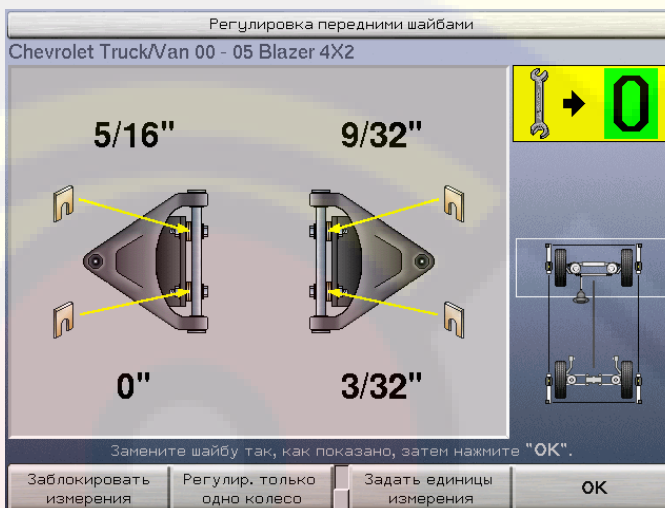 Регулировка передними шайбами
Chevrolet Truck/Van 00 - 05 Blazer 4X2
5/16" 9/32"
0
0" 3/32"
Замените шайбу так, как показано, затем нажмите "OK".
Заблокировать измерения
Регулир. только одно колесо
Задать единицы измерения
OK